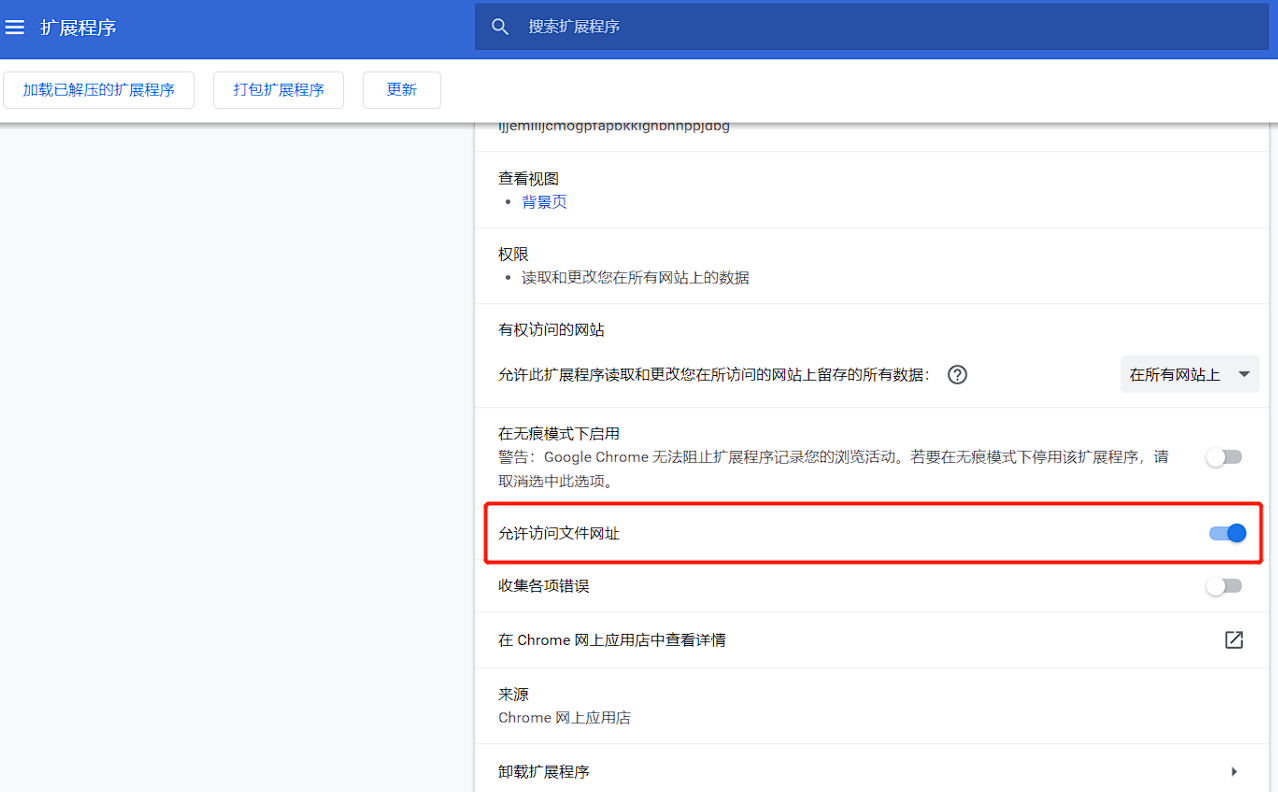 扩展程序
搜索扩展程序
加载已解压的扩展程序
打包扩展程序
更新
查看视图
背景页
权限
读取和更改您在所有网站上的数据
有权访问的网站
允许此扩展程序读取和更改您在所访问的网站上留存的所有数据：
在所有网站上
在无痕模式下启用
警告：Google Chrome 无法阻止扩展程序记录您的浏览活动。若要在无痕模式下停用该扩展程序，请
取消选中此选项。
允许访问文件网址
收集各项错误
在 Chrome 网上应用店中查看详情
来源
Chrome 网上应用店
卸载扩展程序